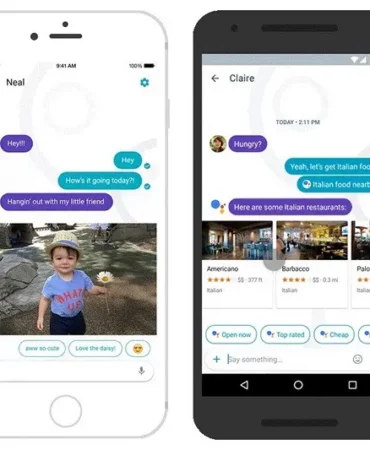 9:41 AM
100%
Neal
Hey!!!
Hey
How's it going today?!
Hangin' out with my little friend
aww so cute
Love the daisy!
Claire
TODAY • 2:11 PM
Hungry?
Yeah, let's get Italian foo
Italian food near
Here are some Italian restaurants:
Americano
$$ · 377 ft
Italian
Barbacco
$$ · 0.3 mi
Italian
Palo
Italian
Open now
Top rated
Cheap
Say something...